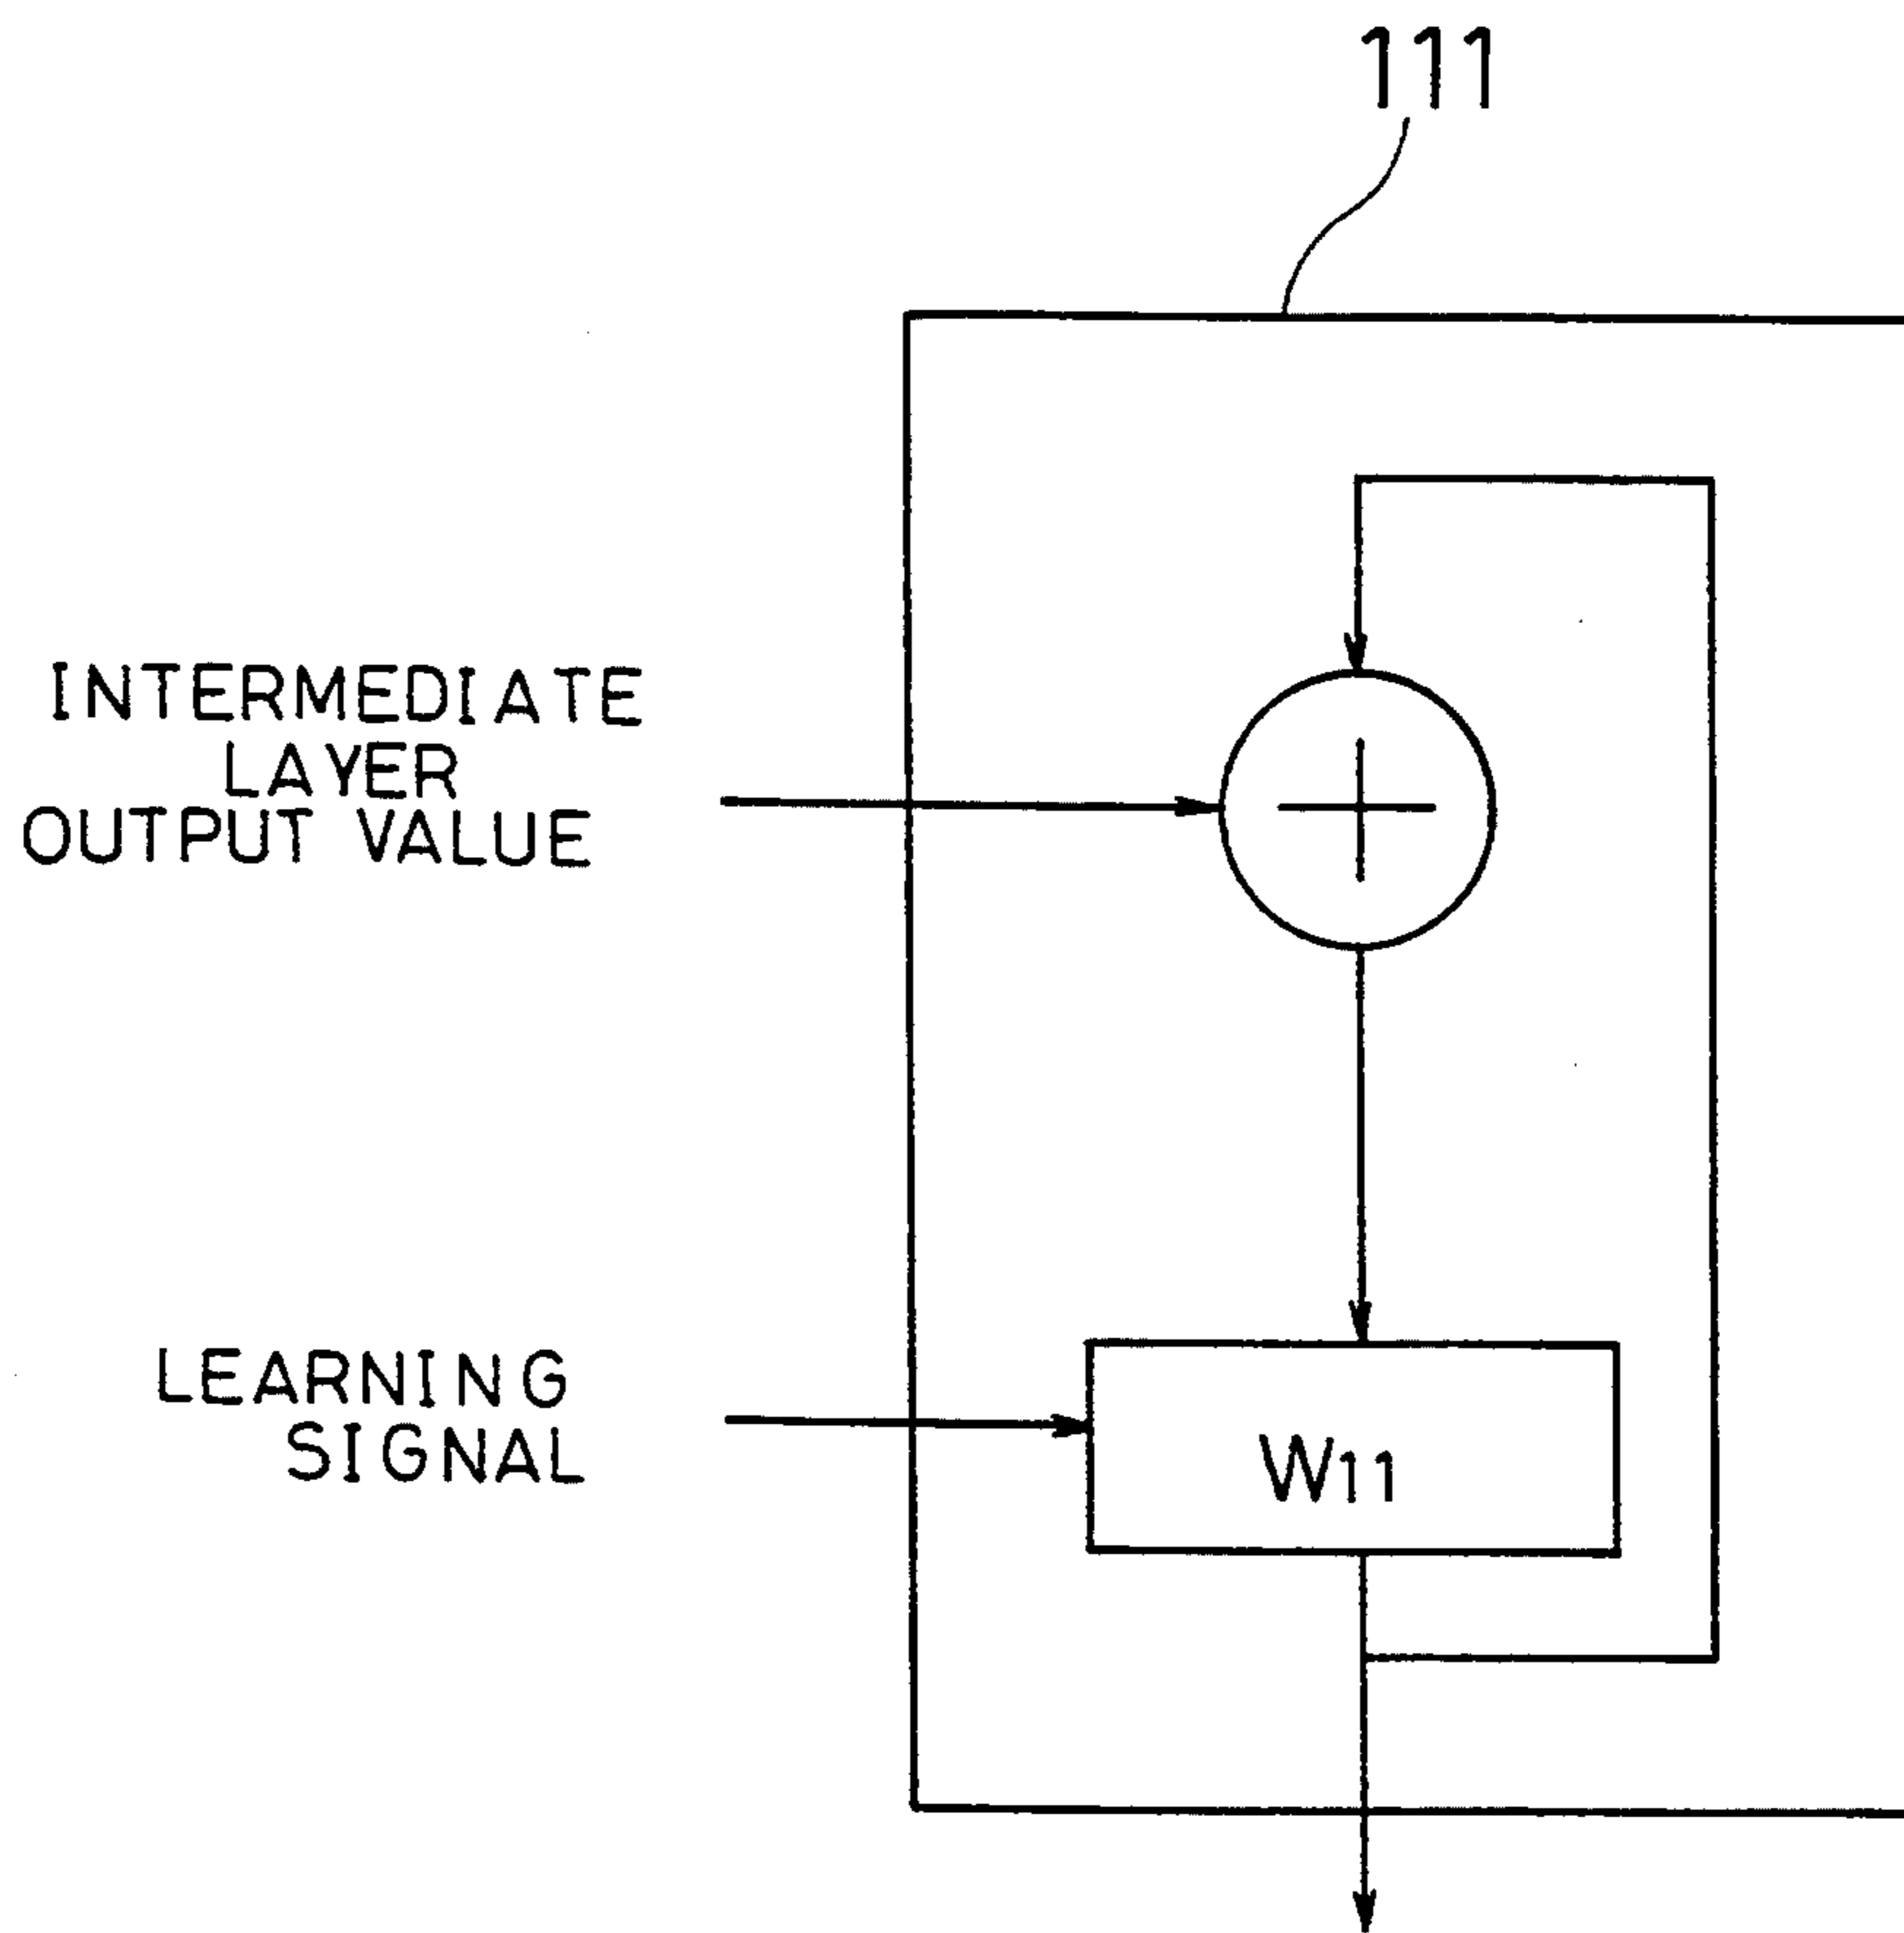 111
INTERMEDIATE
LAYER
OUTPUT VALUE
LEARNING
SIGNAL
W11